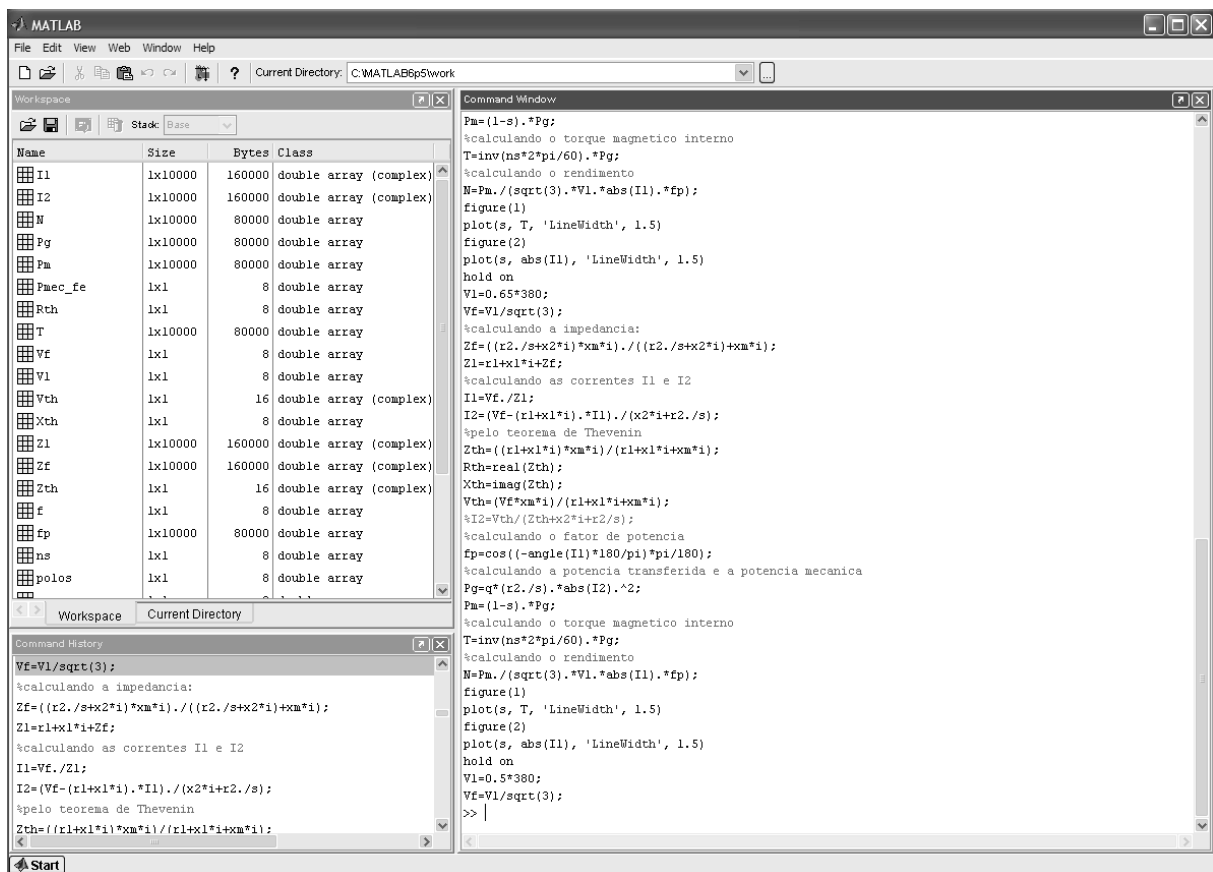 MATLAB
File Edit View Web Window Help
? Current Directory: C:\MATLAB6p5\work ...
Workspace
Stack: Base
Name Size Bytes Class
I1 1x10000 160000 double array (complex)
I2 1x10000 160000 double array (complex)
N 1x10000 80000 double array
Pg 1x10000 80000 double array
Pm 1x10000 80000 double array
Pmec_fe 1x1 8 double array
Rth 1x1 8 double array
T 1x10000 80000 double array
Vf 1x1 8 double array
Vl 1x1 8 double array
Vth 1x1 16 double array (complex)
Xth 1x1 8 double array
Z1 1x10000 160000 double array (complex)
Zf 1x10000 160000 double array (complex)
Zth 1x1 16 double array (complex)
f 1x1 8 double array
fp 1x10000 80000 double array
ns 1x1 8 double array
polos 1x1 8 double array
Workspace Current Directory
Command History
Vf=Vl/sqrt(3);
%calculando a impedancia:
Zf=((r2./s+x2*i)*xm*i)./((r2./s+x2*i)+xm*i);
Z1=r1+x1*i+Zf;
%calculando as correntes I1 e I2
I1=Vf./Z1;
I2=(Vf-(r1+x1*i).*I1)./(x2*i+r2./s);
%pelo teorema de Thevenin
Zth=((r1+x1*i)*xm*i)/(r1+x1*i+xm*i);
Command Window
Pm=(1-s).*Pg;
%calculando o torque magnetico interno
T=inv(ns*2*pi/60).*Pg;
%calculando o rendimento
N=Pm./(sqrt(3).*Vl.*abs(I1).*fp);
figure(1)
plot(s, T, 'LineWidth', 1.5)
figure(2)
plot(s, abs(I1), 'LineWidth', 1.5)
hold on
Vl=0.65*380;
Vf=Vl/sqrt(3);
%calculando a impedancia:
Zf=((r2./s+x2*i)*xm*i)./((r2./s+x2*i)+xm*i);
Z1=r1+x1*i+Zf;
%calculando as correntes I1 e I2
I1=Vf./Z1;
I2=(Vf-(r1+x1*i).*I1)./(x2*i+r2./s);
%pelo teorema de Thevenin
Zth=((r1+x1*i)*xm*i)/(r1+x1*i+xm*i);
Rth=real(Zth);
Xth=imag(Zth);
Vth=(Vf*xm*i)/(r1+x1*i+xm*i);
%I2=Vth/(Zth+x2*i+r2/s);
%calculando o fator de potencia
fp=cos((-angle(I1)*180/pi)*pi/180);
%calculando a potencia transferida e a potencia mecanica
Pg=q*(r2./s).*abs(I2).^2;
Pm=(1-s).*Pg;
%calculando o torque magnetico interno
T=inv(ns*2*pi/60).*Pg;
%calculando o rendimento
N=Pm./(sqrt(3).*Vl.*abs(I1).*fp);
figure(1)
plot(s, T, 'LineWidth', 1.5)
figure(2)
plot(s, abs(I1), 'LineWidth', 1.5)
hold on
Vl=0.5*380;
Vf=Vl/sqrt(3);
>>
Start